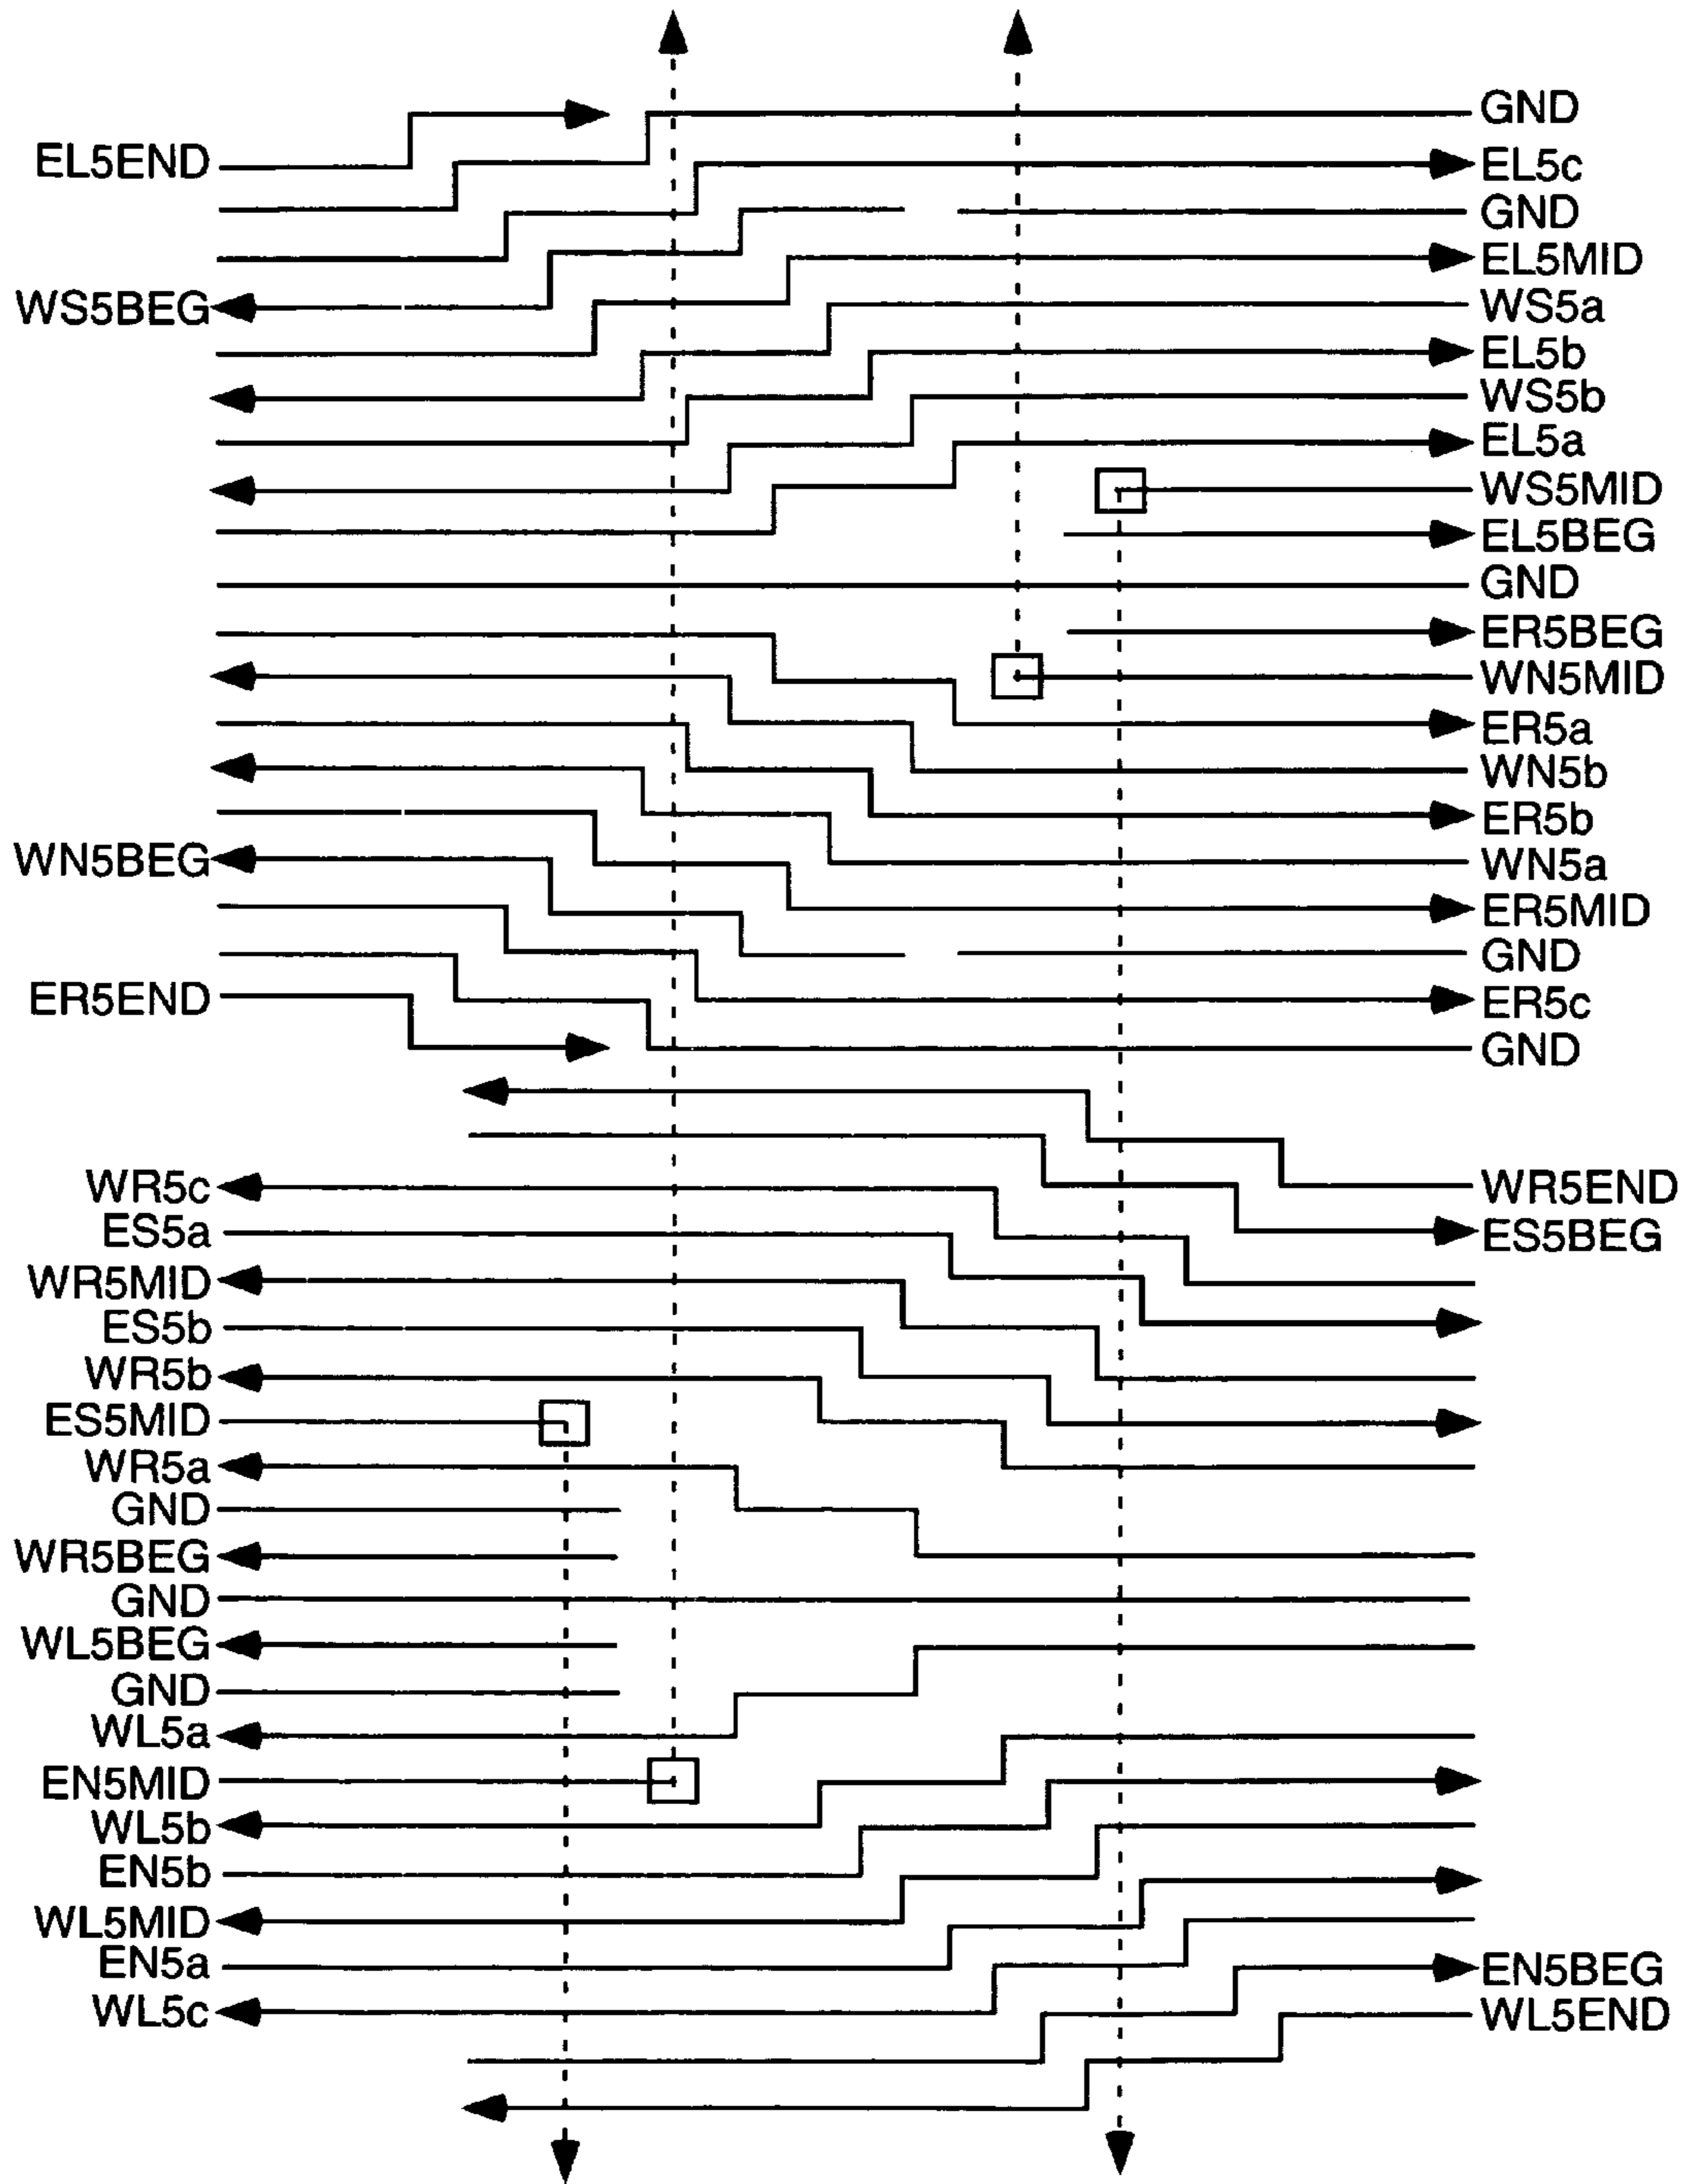 GND
EL5END
EL5c
GND
EL5MID
WS5BEG
WS5a
EL5b
WS5b
EL5a
WS5MID
EL5BEG
GND
ER5BEG
WN5MID
ER5a
WN5b
ER5b
WN5BEG
WN5a
ER5MID
GND
ER5END
ER5c
GND
WR5c
WR5END
ES5a
ES5BEG
WR5MID
ES5b
WR5b
ES5MID
WR5a
GND
WR5BEG
GND
WL5BEG
GND
WL5a
EN5MID
WL5b
EN5b
WL5MID
EN5a
EN5BEG
WL5c
WL5END